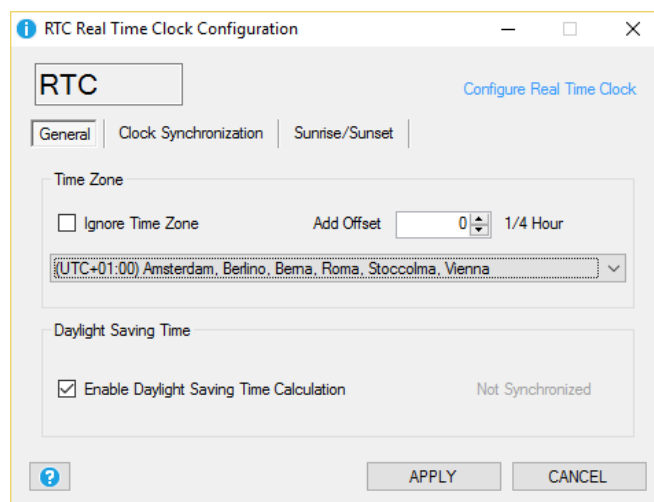 RTC Real Time Clock Configuration
RTC
Configure Real Time Clock
General Clock Synchronization Sunrise/Sunset
Time Zone
Ignore Time Zone Add Offset 0 1/4 Hour
(UTC+01:00) Amsterdam, Berlino, Berna, Roma, Stoccolma, Vienna
Daylight Saving Time
Enable Daylight Saving Time Calculation Not Synchronized
APPLY CANCEL